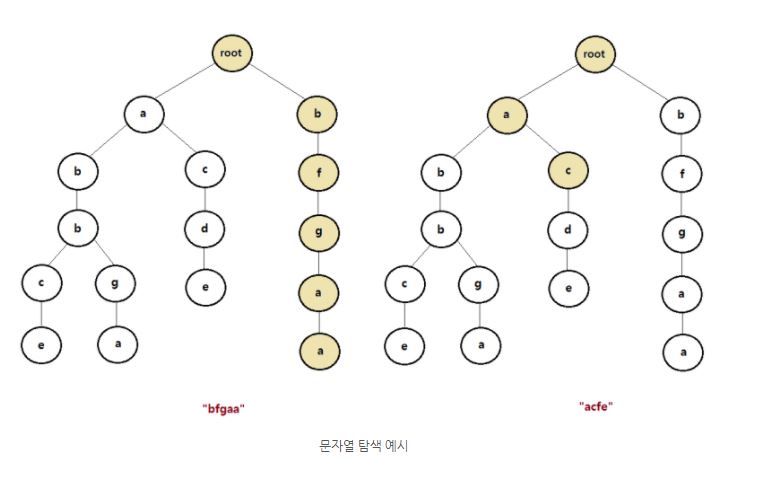 root root
a b a b
b c f b c f
b d g b d g
c g e a c g e a
e a a e a a
"bfgaa" "acfe"
문자열 탐색 예시